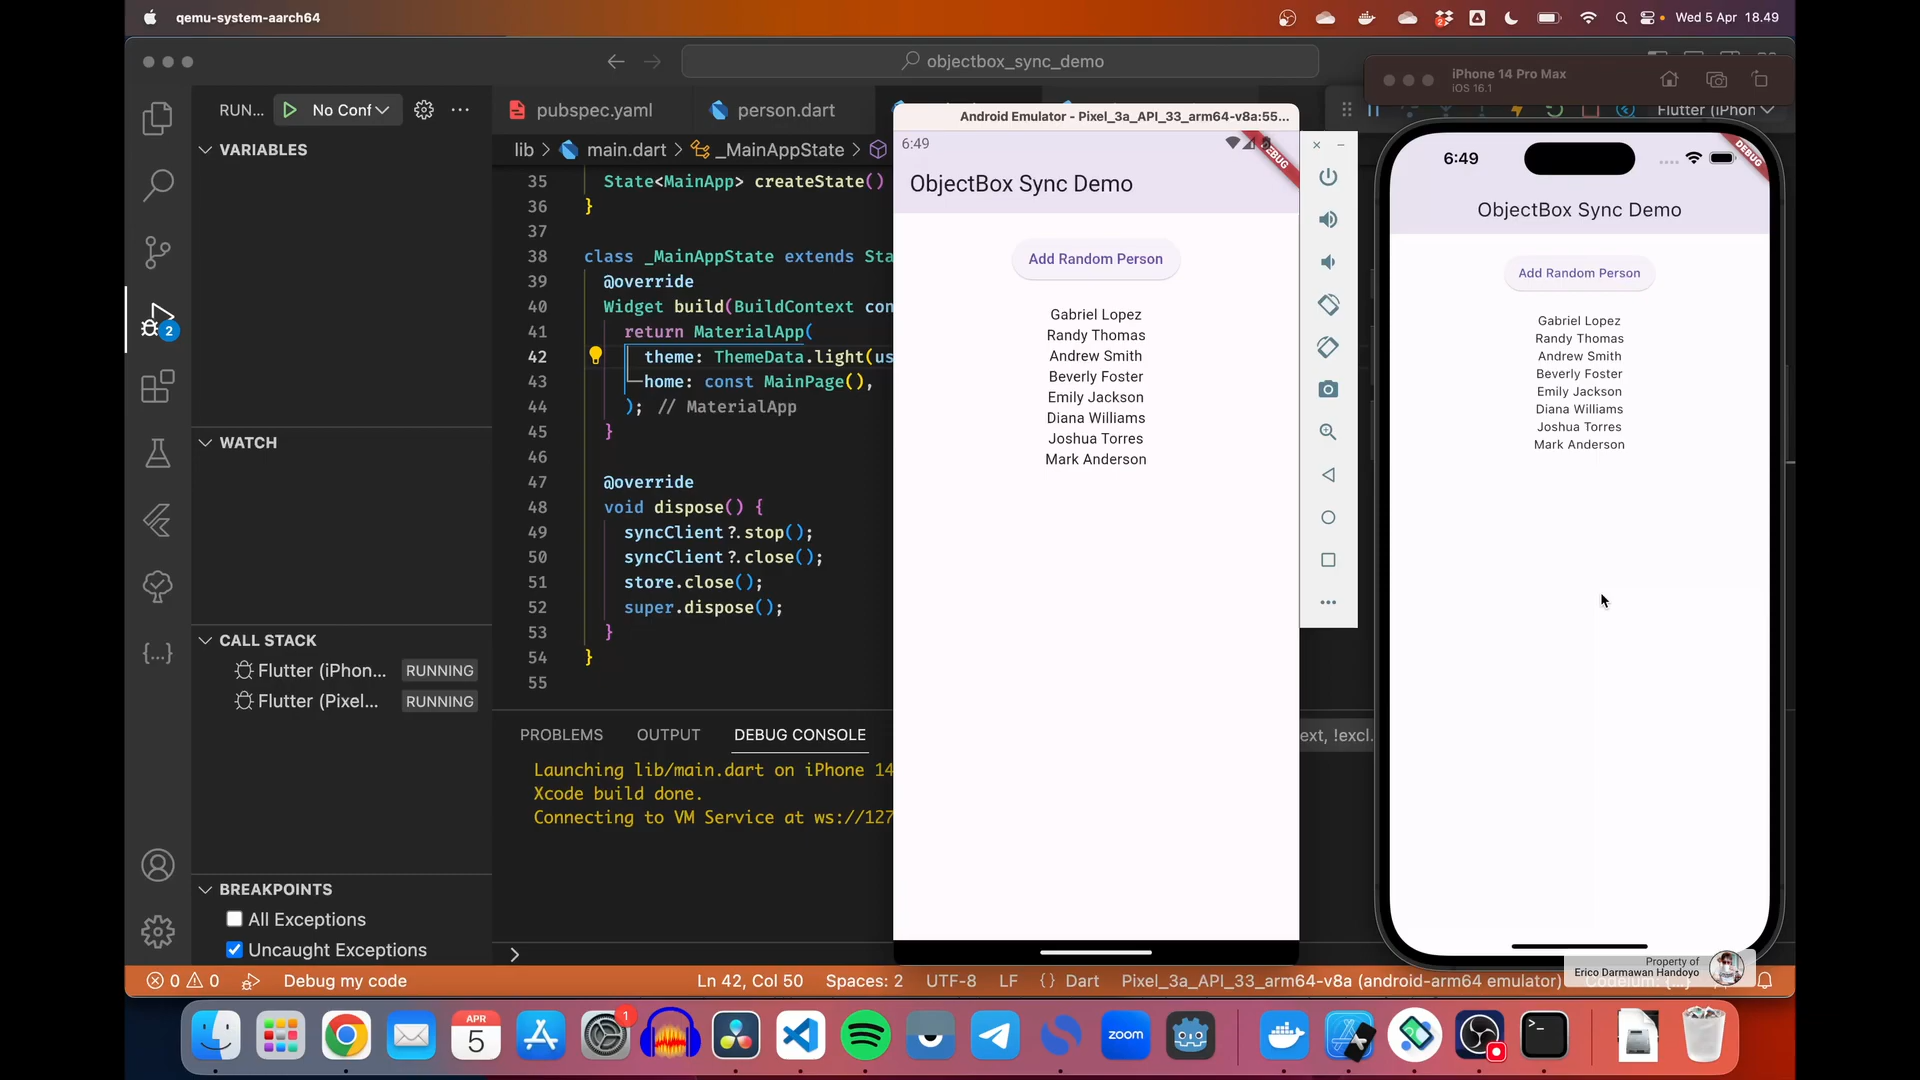 qemu-system-aarch64
2
Wed 5 Apr 18.49
objectbox_sync_demo
RUN...
No Conf
pubspec.yaml
person.dart
lib > main.dart > _MainAppState >
VARIABLES
WATCH
CALL STACK
Flutter (iPhon... RUNNING
Flutter (Pixel... RUNNING
BREAKPOINTS
All Exceptions
Uncaught Exceptions
2
35 State<MainApp> createState()
36 }
37
38 class _MainAppState extends Sta
39 @override
40 Widget build(BuildContext con
41 return MaterialApp(
42 theme: ThemeData.light(us
43 home: const MainPage(),
44 ); // MaterialApp
45 }
46
47 @override
48 void dispose() {
49 syncClient?.stop();
50 syncClient?.close();
51 store.close();
52 super.dispose();
53 }
54 }
55
PROBLEMS OUTPUT DEBUG CONSOLE
ext, !excl.
Launching lib/main.dart on iPhone 14
Xcode build done.
Connecting to VM Service at ws://127
Android Emulator - Pixel_3a_API_33_arm64-v8a:55...
6:49
DEBUG
ObjectBox Sync Demo
Add Random Person
Gabriel Lopez
Randy Thomas
Andrew Smith
Beverly Foster
Emily Jackson
Diana Williams
Joshua Torres
Mark Anderson
iPhone 14 Pro Max
iOS 16.1
Flutter (iPhon
6:49
DEBUG
ObjectBox Sync Demo
Add Random Person
Gabriel Lopez
Randy Thomas
Andrew Smith
Beverly Foster
Emily Jackson
Diana Williams
Joshua Torres
Mark Anderson
Property of
Erico Darmawan Handoyo
0 0 Debug my code
Ln 42, Col 50 Spaces: 2 UTF-8 LF {} Dart Pixel_3a_API_33_arm64-v8a (android-arm64 emulator) Codeium: {...}
APR
5
1
zoom